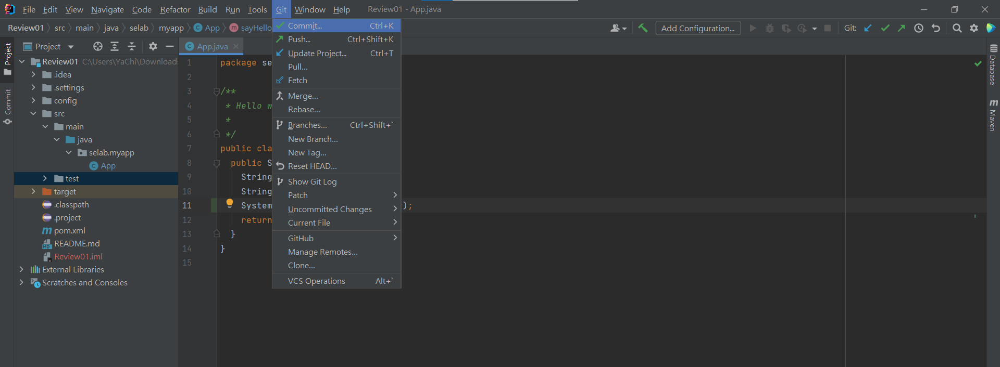 File Edit View Navigate Code Refactor Build Run Tools Git Window Help Review01 - App.java
Review01 src main java selab myapp App sayHello
Add Configuration... Git:
Project
Commit
Project
Review01 C:\Users\YaChi\Downloads
.idea
.settings
config
src
main
java
selab.myapp
App
test
target
.classpath
.project
pom.xml
README.md
Review01.iml
External Libraries
Scratches and Consoles
App.java
1 package se
2
3 /**
4 * Hello w
5 *
6 */
7 public cla
8 public S
9 String
10 String
11 System );
12 return
13 }
14 }
15
Commit... Ctrl+K
Push... Ctrl+Shift+K
Update Project... Ctrl+T
Pull...
Fetch
Merge...
Rebase...
Branches... Ctrl+Shift+`
New Branch...
New Tag...
Reset HEAD...
Show Git Log
Patch
Uncommitted Changes
Current File
GitHub
Manage Remotes...
Clone...
VCS Operations Alt+`
Database
Maven